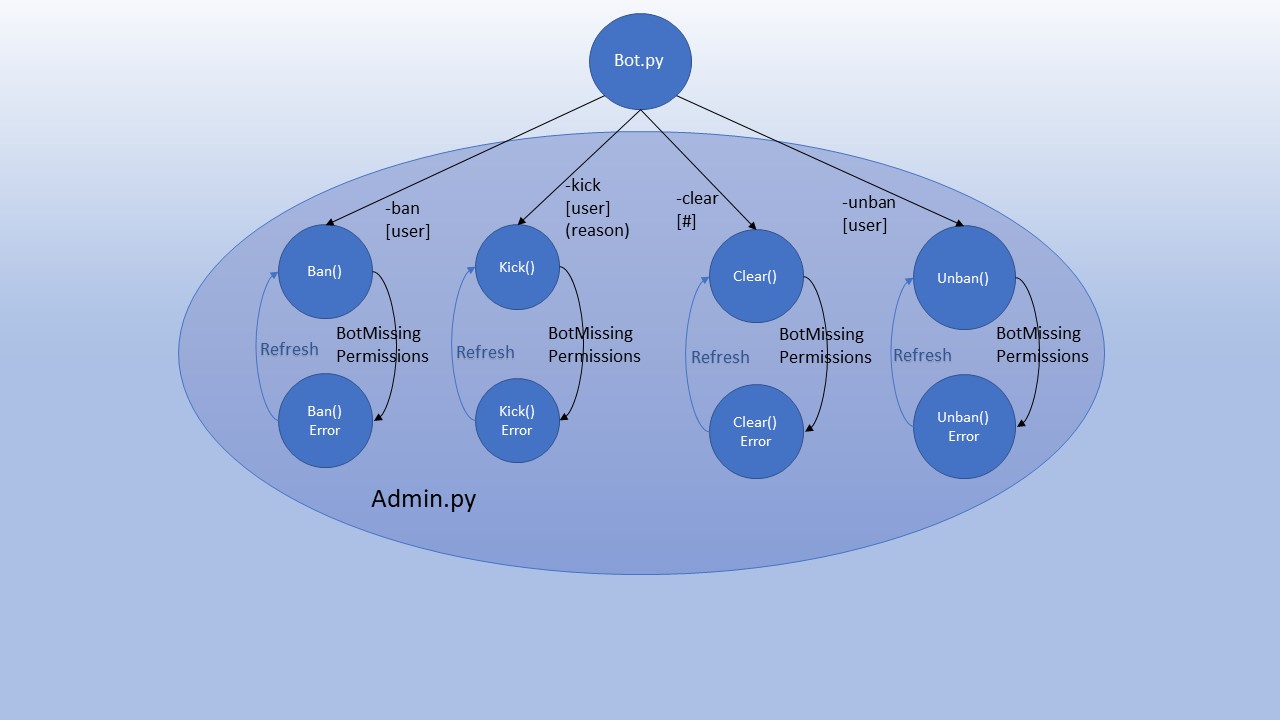 Bot.py
-ban
[user]
-kick
[user]
(reason)
-clear
[#]
-unban
[user]
Ban()
Kick()
Clear()
Unban()
Refresh
BotMissing
Permissions
Refresh
BotMissing
Permissions
Refresh
BotMissing
Permissions
Refresh
BotMissing
Permissions
Ban()
Error
Kick()
Error
Clear()
Error
Unban()
Error
Admin.py